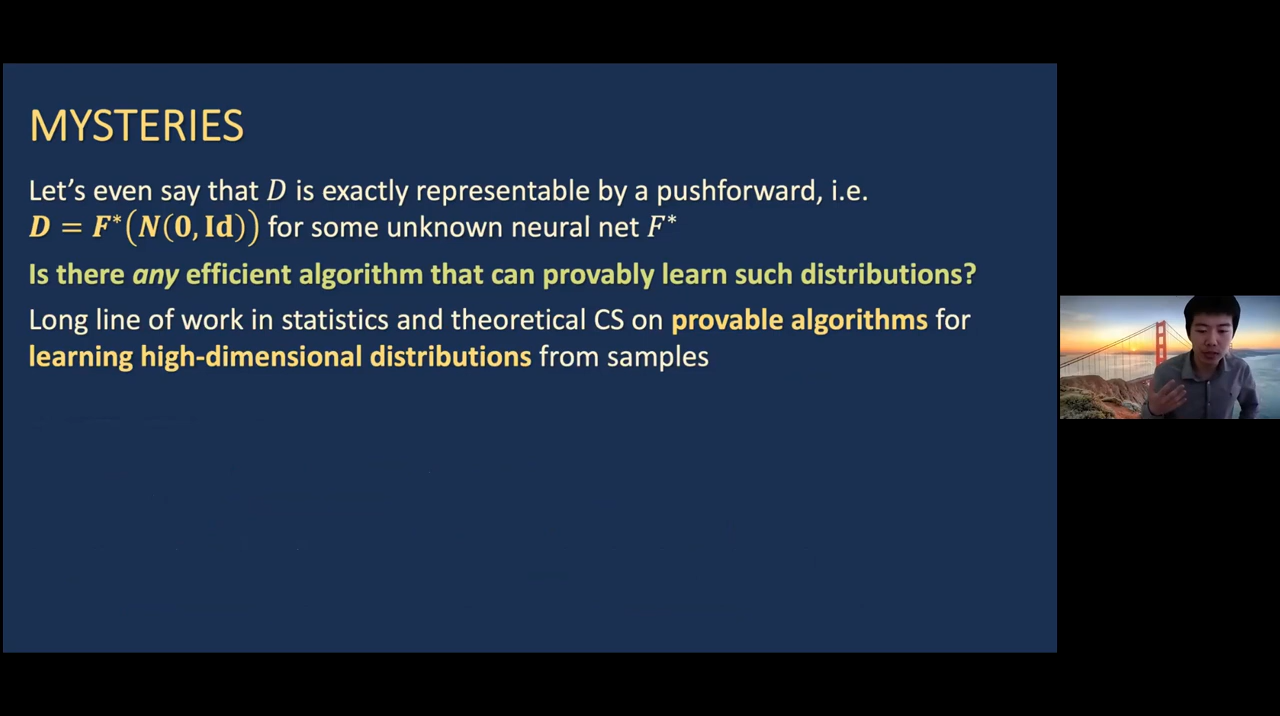 MYSTERIES
Let's even say that D is exactly representable by a pushforward, i.e.
D = F*(N(0, Id)) for some unknown neural net F*
Is there any efficient algorithm that can provably learn such distributions?
Long line of work in statistics and theoretical CS on provable algorithms for
learning high-dimensional distributions from samples